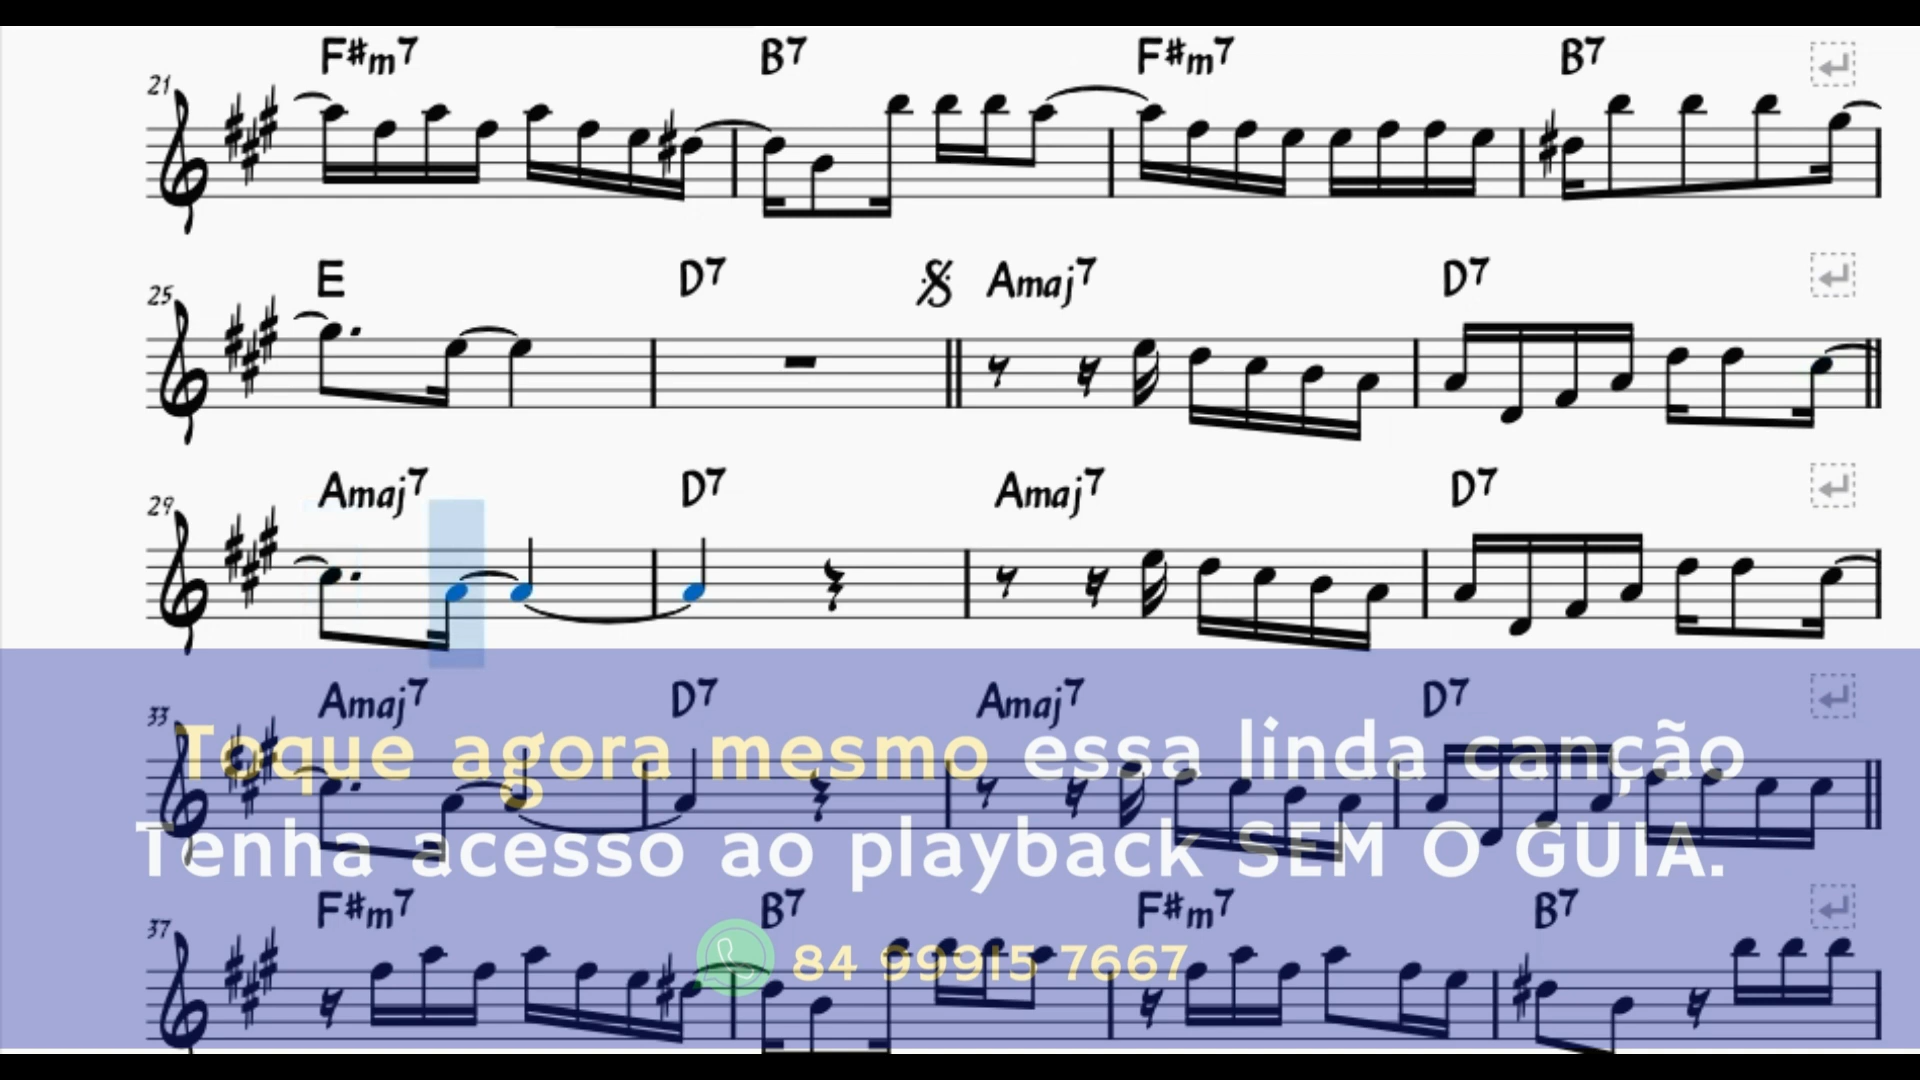 F#m7 B7 F#m7 B7
21
E D7 Amaj7 D7
25
Amaj7 D7 Amaj7 D7
29
Amaj7 D7 Amaj7 D7
33
Toque agora mesmo essa linda canção
Tenha acesso ao playback SEM O GUIA.
F#m7 B7 F#m7 B7
37
84 99915 7667